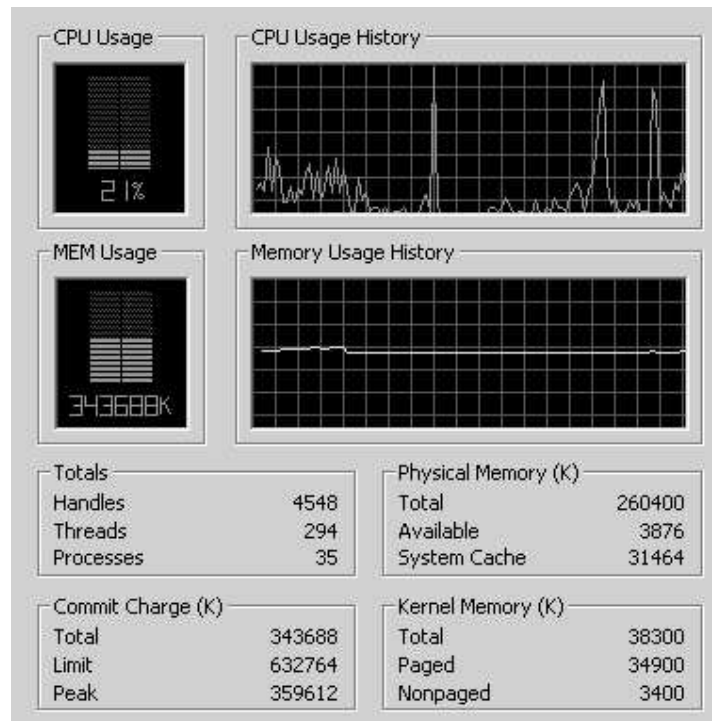 CPU Usage
CPU Usage History
21%
MEM Usage
Memory Usage History
343688K
Totals
Handles 4548
Threads 294
Processes 35
Physical Memory (K)
Total 260400
Available 3876
System Cache 31464
Commit Charge (K)
Total 343688
Limit 632764
Peak 359612
Kernel Memory (K)
Total 38300
Paged 34900
Nonpaged 3400